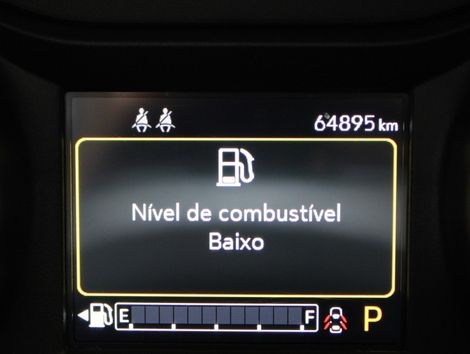 64895 km
Nível de combustível
Baixo
E F P